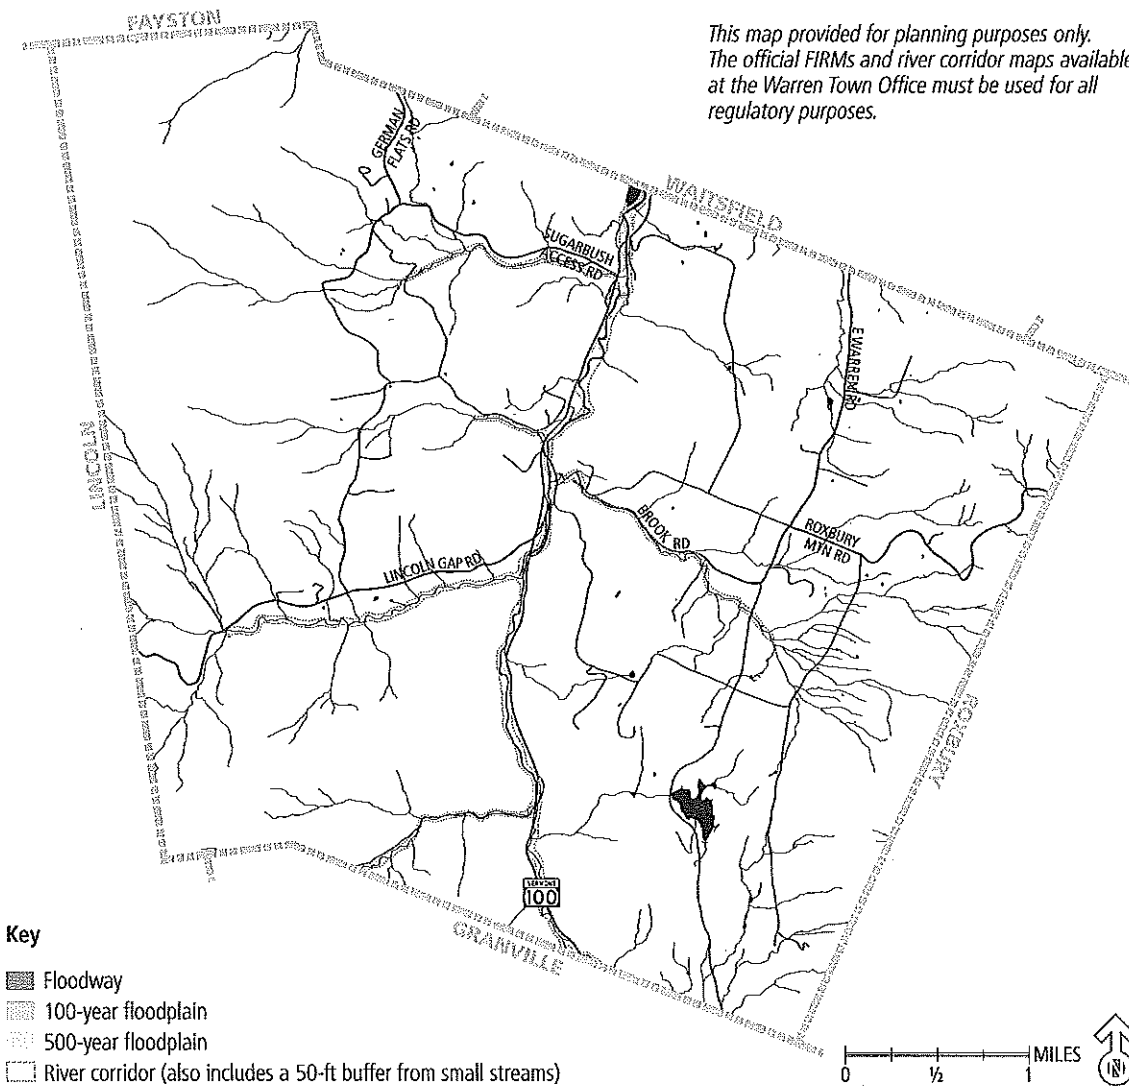 FAYSTON
This map provided for planning purposes only.
The official FIRMs and river corridor maps available
at the Warren Town Office must be used for all
regulatory purposes.
GERMAN
FLATS RD
WAITSFIELD
SUGARBUSH
ACCESS RD
E WARREN RD
LINCOLN
BROOK RD
ROXBURY
MTN RD
LINCOLN GAP RD
ROXBURY
VERMONT
100
GRANVILLE
Key
Floodway
100-year floodplain
500-year floodplain
River corridor (also includes a 50-ft buffer from small streams)
MILES
0 ½ 1
N